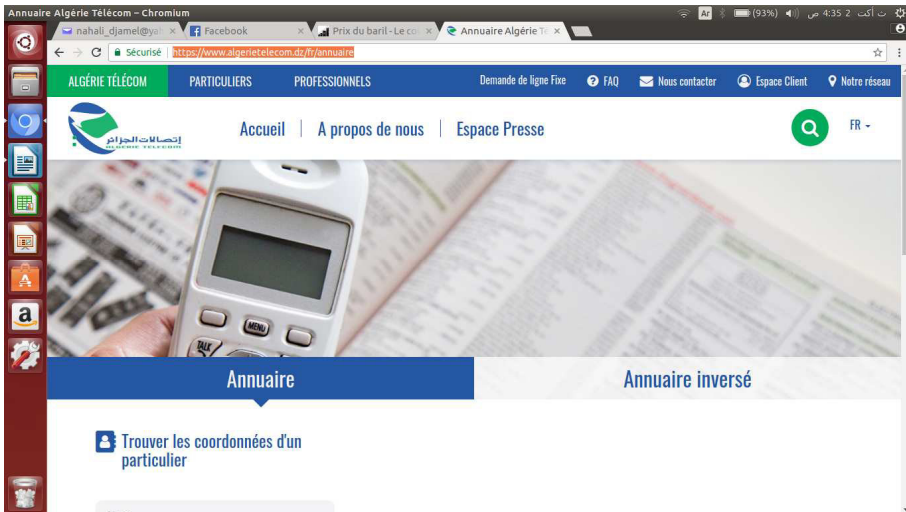 Annuaire Algérie Télécom – Chromium
Ar
(93%)
ث أكت 2 4:35 ص
nahali_djamel@ya
Facebook
Prix du baril - Le co
Annuaire Algérie Té
Sécurisé
https://www.algerietelecom.dz/fr/annuaire
ALGÉRIE TÉLÉCOM
PARTICULIERS
PROFESSIONNELS
Demande de ligne Fixe
FAQ
Nous contacter
Espace Client
Notre réseau
إتصالات الجزائر
ALGERIE TELECOM
Accueil | A propos de nous | Espace Presse
FR
MENU
TALK
Annuaire
Annuaire inversé
Trouver les coordonnées d'un
particulier